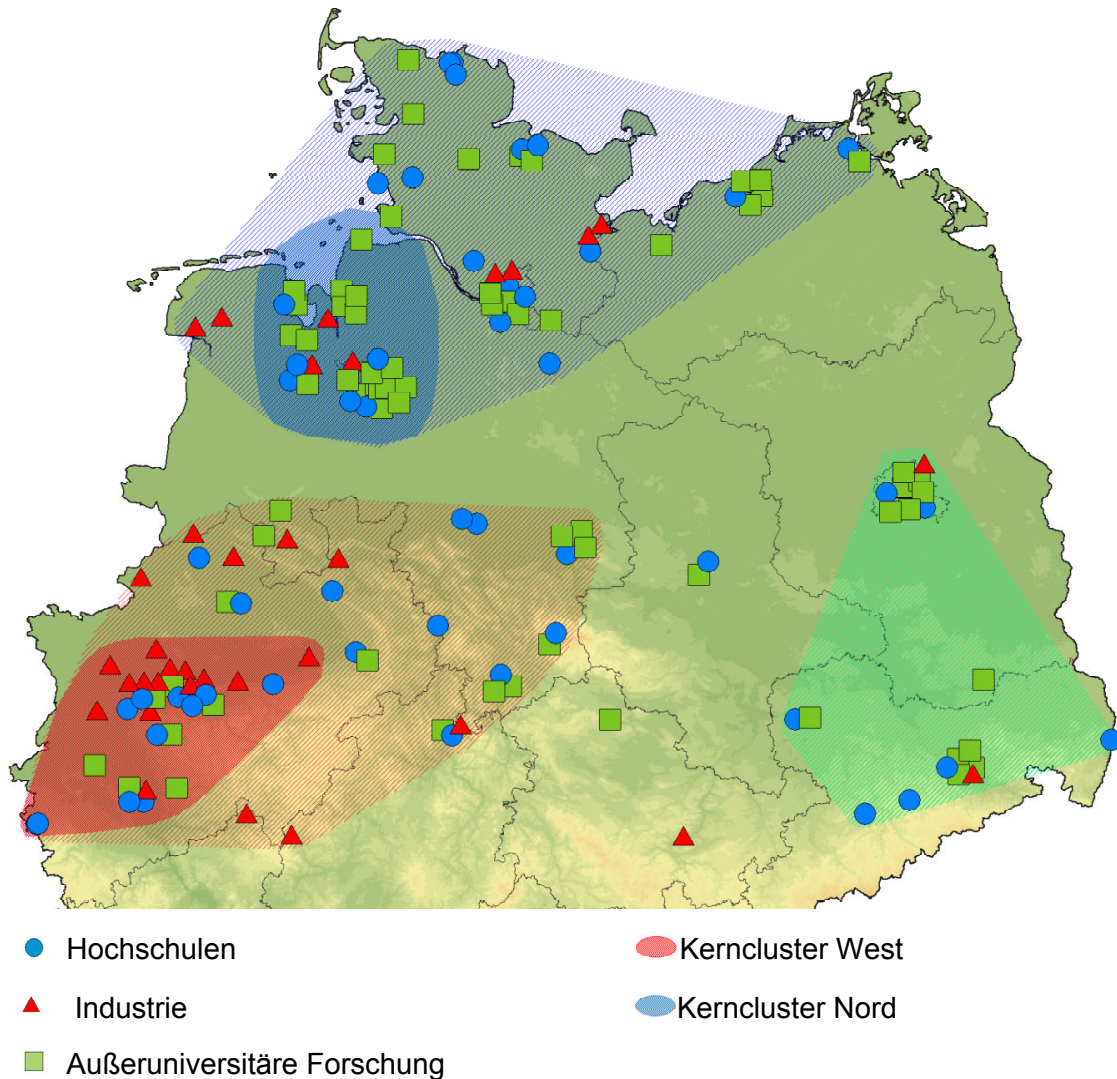 Hochschulen
Kerncluster West
Industrie
Kerncluster Nord
Außeruniversitäre Forschung